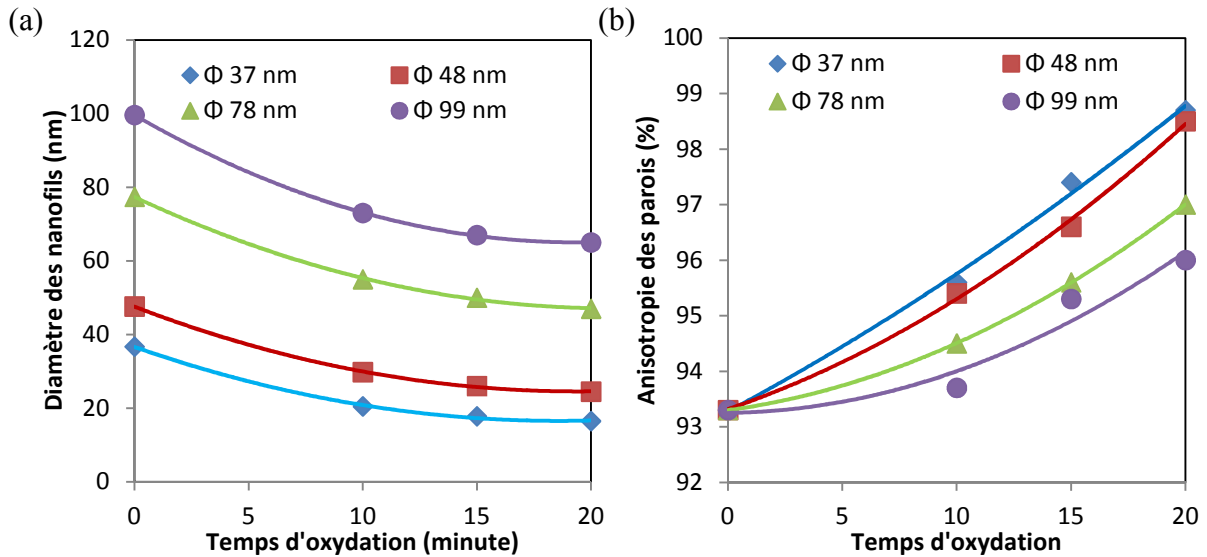 (a)
Diamètre des nanofils (nm)
120
100
80
60
40
20
0
Φ 37 nm
Φ 48 nm
Φ 78 nm
Φ 99 nm
0
5
10
15
20
Temps d'oxydation (minute)
(b)
Anisotropie des parois (%)
100
99
98
97
96
95
94
93
92
Φ 37 nm
Φ 48 nm
Φ 78 nm
Φ 99 nm
0
5
10
15
20
Temps d'oxydation